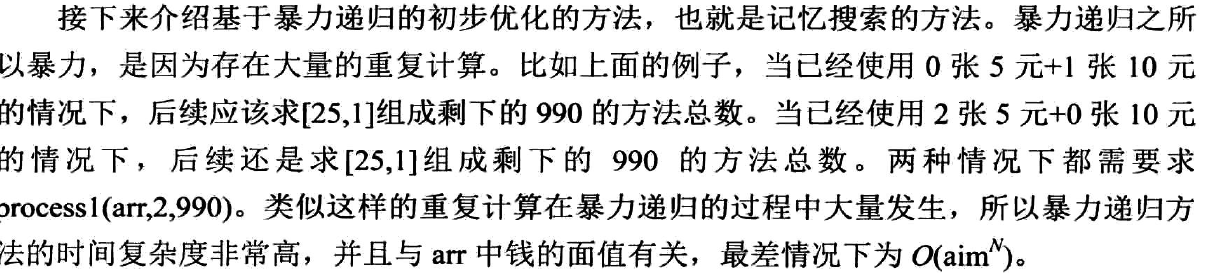 接下来介绍基于暴力递归的初步优化的方法，也就是记忆搜索的方法。暴力递归之所
以暴力，是因为存在大量的重复计算。比如上面的例子，当已经使用 0 张 5 元+1 张 10 元
的情况下，后续应该求[25,1]组成剩下的 990 的方法总数。当已经使用 2 张 5 元+0 张 10 元
的情况下，后续还是求[25,1]组成剩下的 990 的方法总数。两种情况下都需要求
process1(arr,2,990)。类似这样的重复计算在暴力递归的过程中大量发生，所以暴力递归方
法的时间复杂度非常高，并且与 arr 中钱的面值有关，最差情况下为 O(aim^N)。